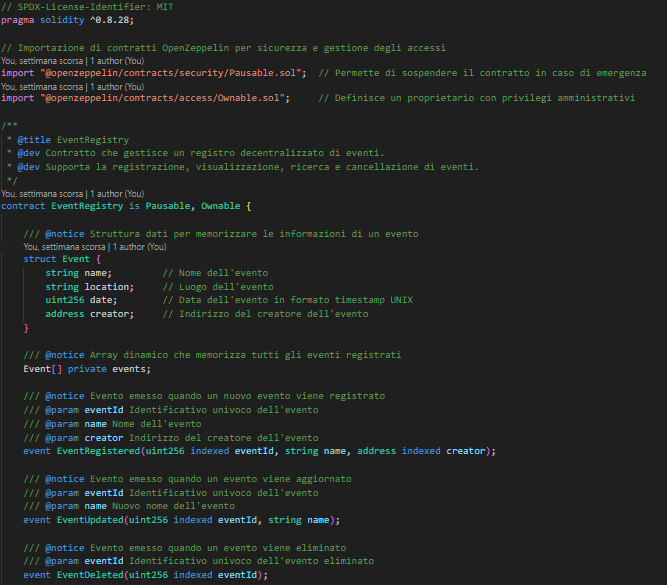 // SPDX-License-Identifier: MIT
pragma solidity ^0.8.28;
// Importazione di contratti OpenZeppelin per sicurezza e gestione degli accessi
You, settimana scorsa | 1 author (You)
import "@openzeppelin/contracts/security/Pausable.sol"; // Permette di sospendere il contratto in caso di emergenza
You, settimana scorsa | 1 author (You)
import "@openzeppelin/contracts/access/Ownable.sol"; // Definisce un proprietario con privilegi amministrativi
/**
* @title EventRegistry
* @dev Contratto che gestisce un registro decentralizzato di eventi.
* @dev Supporta la registrazione, visualizzazione, ricerca e cancellazione di eventi.
*/
You, settimana scorsa | 1 author (You)
contract EventRegistry is Pausable, Ownable {
/// @notice Struttura dati per memorizzare le informazioni di un evento
You, settimana scorsa | 1 author (You)
struct Event {
string name; // Nome dell'evento
string location; // Luogo dell'evento
uint256 date; // Data dell'evento in formato timestamp UNIX
address creator; // Indirizzo del creatore dell'evento
}
/// @notice Array dinamico che memorizza tutti gli eventi registrati
Event[] private events;
/// @notice Evento emesso quando un nuovo evento viene registrato
/// @param eventId Identificativo univoco dell'evento
/// @param name Nome dell'evento
/// @param creator Indirizzo del creatore dell'evento
event EventRegistered(uint256 indexed eventId, string name, address indexed creator);
/// @notice Evento emesso quando un evento viene aggiornato
/// @param eventId Identificativo univoco dell'evento
/// @param name Nuovo nome dell'evento
event EventUpdated(uint256 indexed eventId, string name);
/// @notice Evento emesso quando un evento viene eliminato
/// @param eventId Identificativo univoco dell'evento eliminato
event EventDeleted(uint256 indexed eventId);